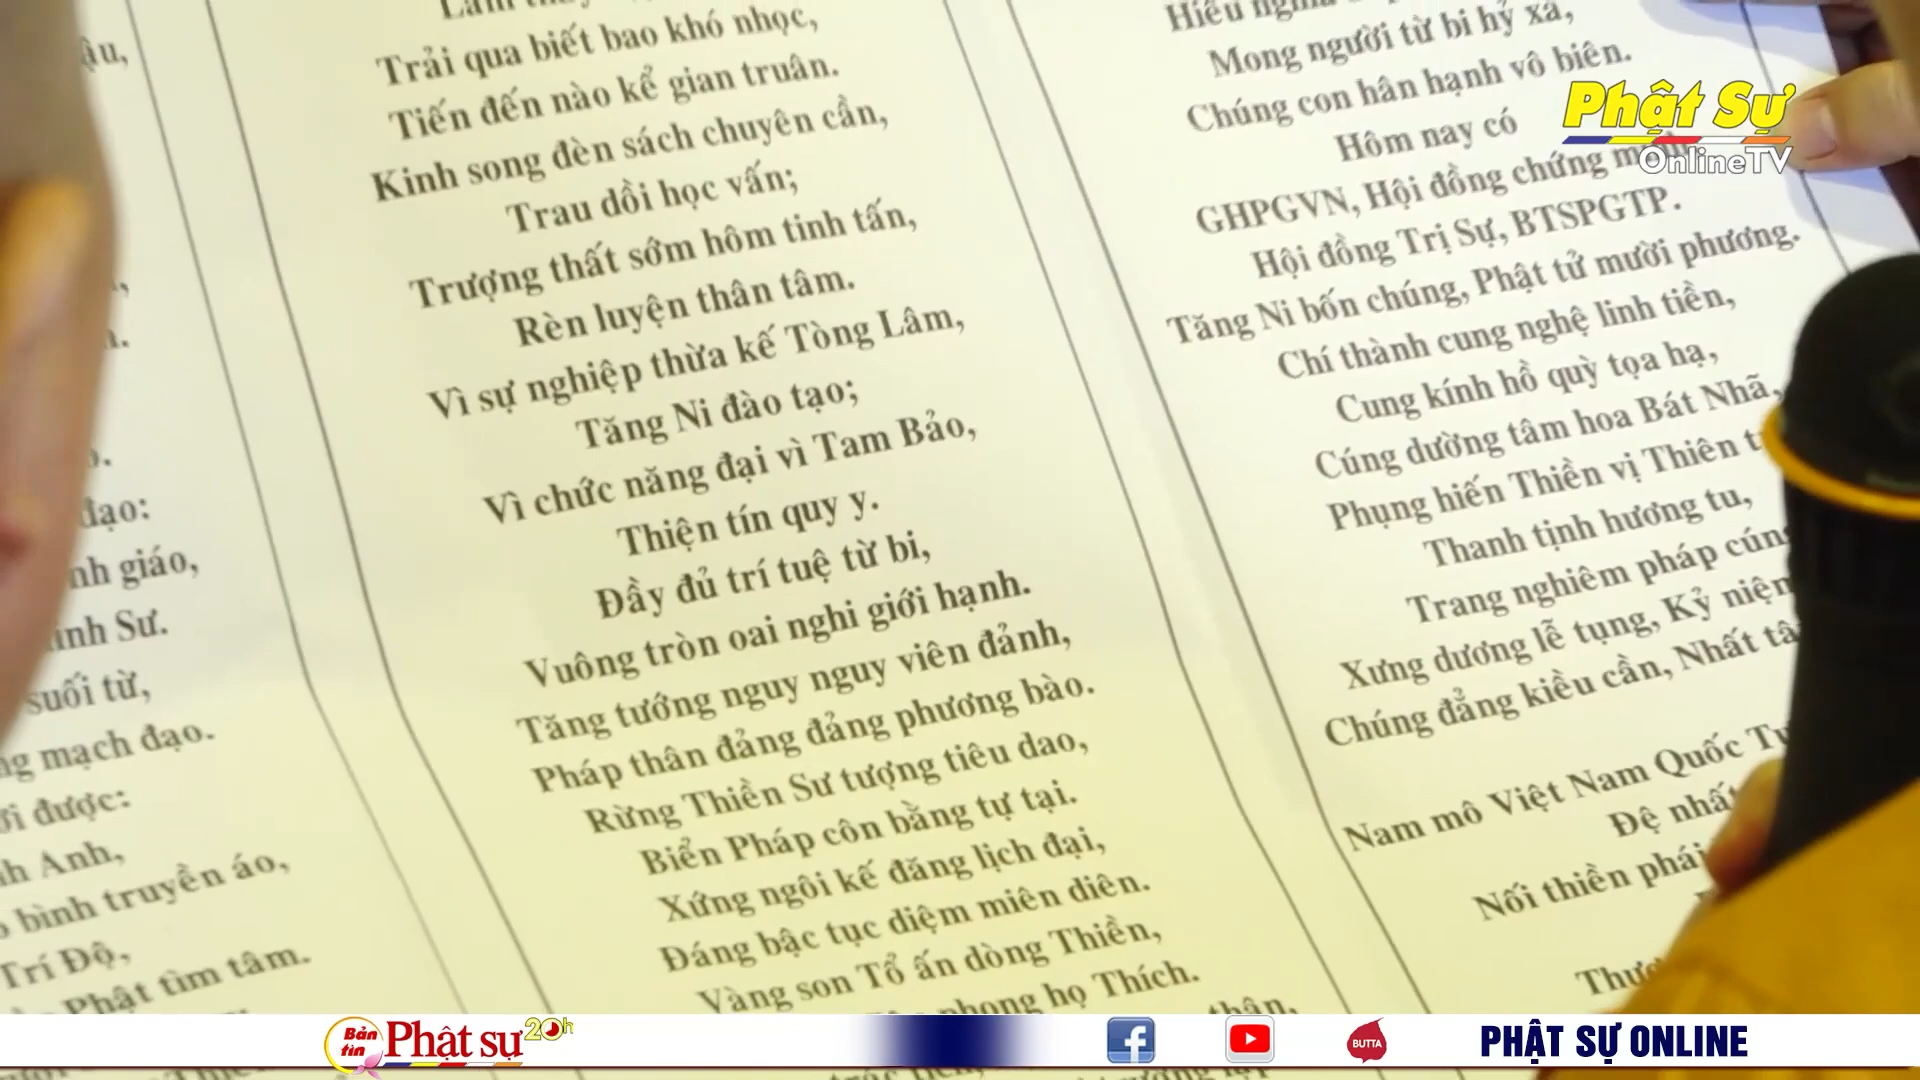 ậu,
đạo:
giáo,
Sư.
suối từ,
mạch đạo.
được:
Anh,
bình truyền áo,
Trí Độ,
Phật tìm tâm.
Trải qua biết bao khó nhọc,
Tiến đến nào kể gian truân.
Kinh song đèn sách chuyên cần,
Trau dồi học vấn;
Trượng thất sớm hôm tinh tấn,
Rèn luyện thân tâm.
Vì sự nghiệp thừa kế Tòng Lâm,
Tăng Ni đào tạo;
Vì chức năng đại vì Tam Bảo,
Thiện tín quy y.
Đầy đủ trí tuệ từ bi,
Vuông tròn oai nghi giới hạnh.
Tăng tướng nguy nguy viên đảnh,
Pháp thân đảng đảng phương bào.
Rừng Thiền Sư tượng tiêu dao,
Biển Pháp côn bằng tự tại.
Xứng ngôi kế đăng lịch đại,
Đáng bậc tục diệm miên diên.
Vàng son Tổ ấn dòng Thiền,
phong họ Thích.
thân,
Hiếu nghĩa
Mong người từ bi hỷ xả,
Chúng con hân hạnh vô biên.
Hôm nay có
GHPGVN, Hội đồng chứng
Hội đồng Trị Sự, BTSPGTP.
Tăng Ni bốn chúng, Phật tử mười phương.
Chí thành cung nghệ linh tiền,
Cung kính hồ quỳ tọa hạ,
Cúng dường tâm hoa Bát Nhã,
Phụng hiến Thiền vị Thiên
Thanh tịnh hương tu,
Trang nghiêm pháp cúng
Xưng dương lễ tụng, Kỷ niệm
Chúng đẳng kiều cần, Nhất
Nam mô Việt Nam Quốc
Đệ nhất
Nối thiền phái
Phật Sự
OnlineTV
Bản tin Phật sự 20h
BUTTA
PHẬT SỰ ONLINE